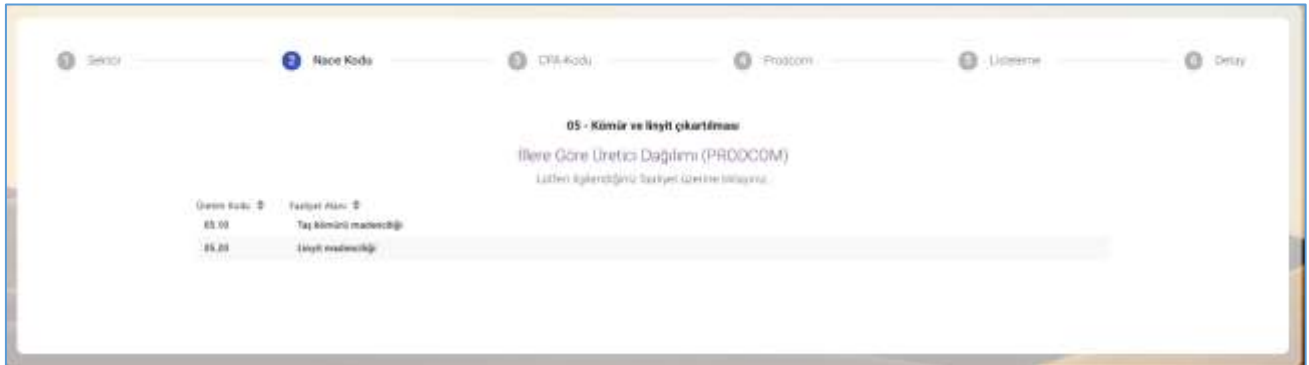 1 Sektör 2 Nace Kodu 3 CPA Kodu 4 Prodcom 5 Listeleme 6 Detay
05 - Kömür ve linyit çıkartılması
İllere Göre Üretici Dağılımı (PRODCOM)
Lütfen ilgilendiğiniz faaliyet üzerine tıklayınız.
Üretim Kodu Faaliyet Alanı
05.10 Taş kömürü madenciliği
05.20 Linyit madenciliği